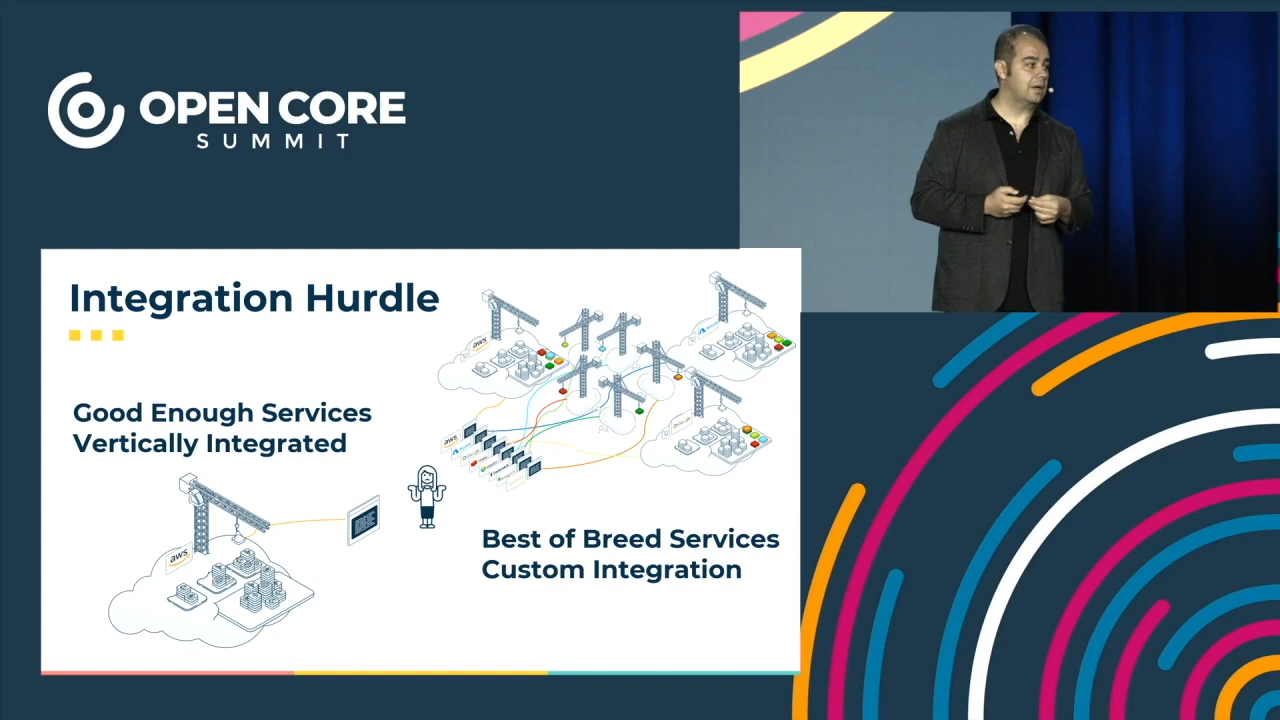 OPEN CORE
SUMMIT
Integration Hurdle
aws
Good Enough Services
Vertically Integrated
aws
aws
Best of Breed Services
Custom Integration